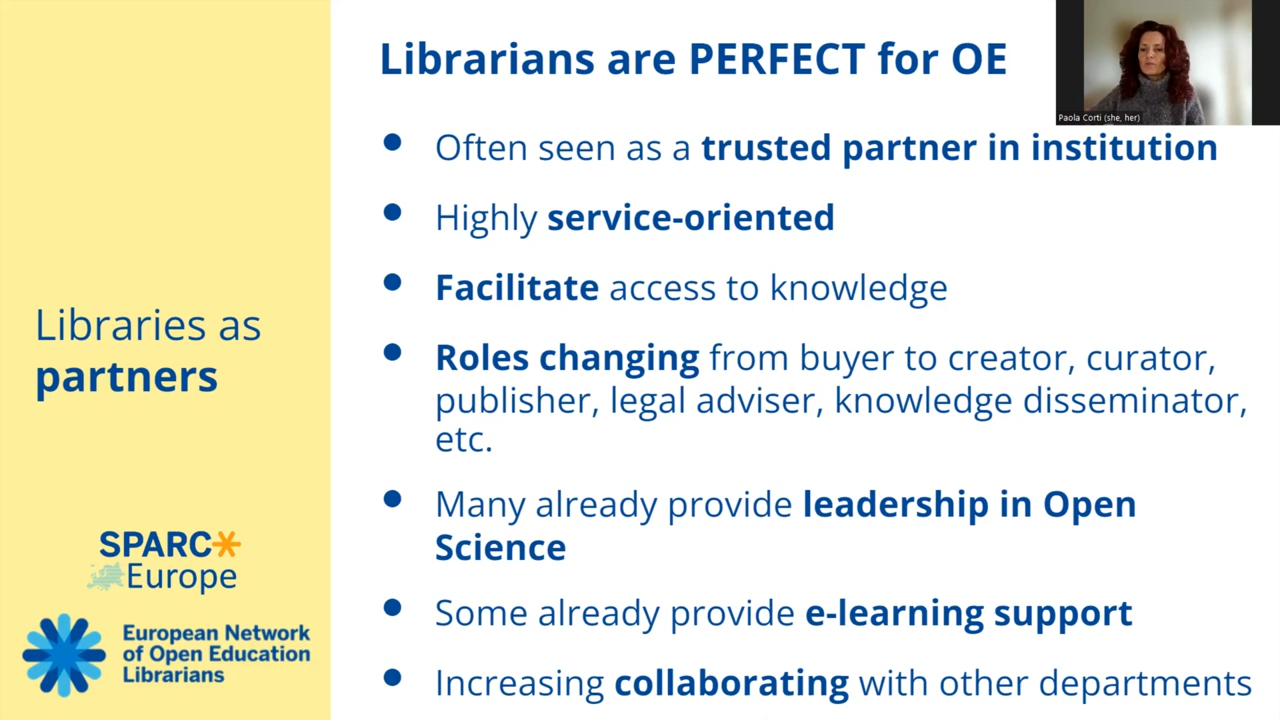 Librarians are PERFECT for OE
Paola Corti (she, her)
Often seen as a trusted partner in institution
Highly service-oriented
Facilitate access to knowledge
Roles changing from buyer to creator, curator,
publisher, legal adviser, knowledge disseminator,
etc.
Many already provide leadership in Open
Science
Some already provide e-learning support
Increasing collaborating with other departments
Libraries as
partners
SPARC
Europe
European Network
of Open Education
Librarians